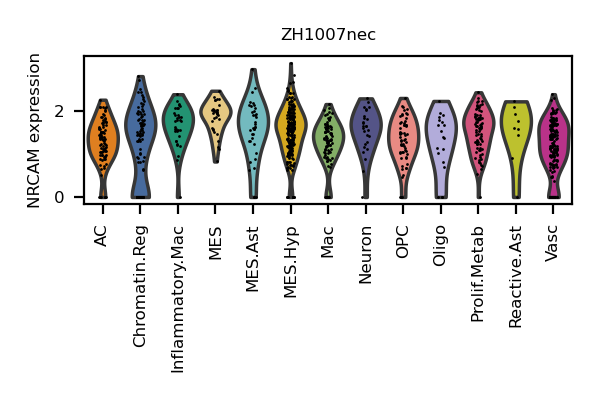 ZH1007nec
NRCAM expression
2
0
AC
Chromatin.Reg
Inflammatory.Mac
MES
MES.Ast
MES.Hyp
Mac
Neuron
OPC
Oligo
Prolif.Metab
Reactive.Ast
Vasc